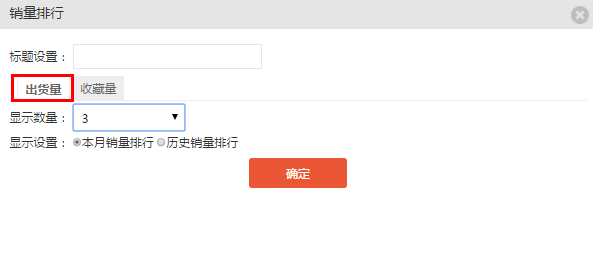 销量排行
标题设置：
出货量 收藏量
显示数量： 3
显示设置： 本月销量排行 历史销量排行
确定